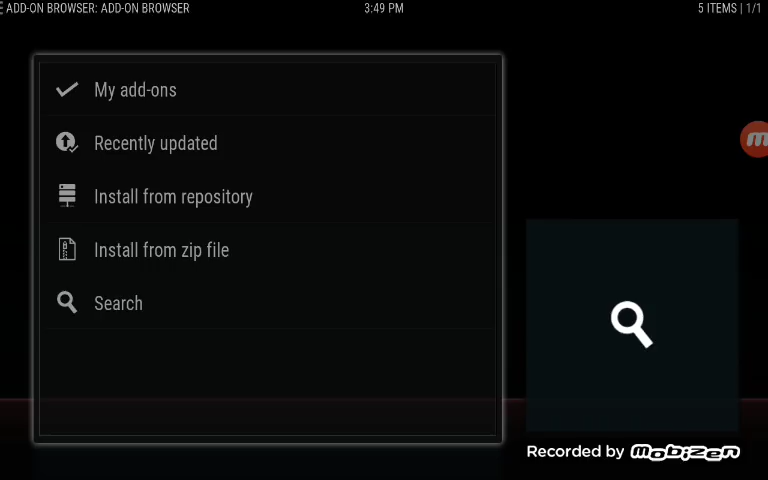 ADD-ON BROWSER: ADD-ON BROWSER
3:49 PM
5 ITEMS | 1/1
My add-ons
Recently updated
Install from repository
Install from zip file
Search
m
Recorded by mobizen